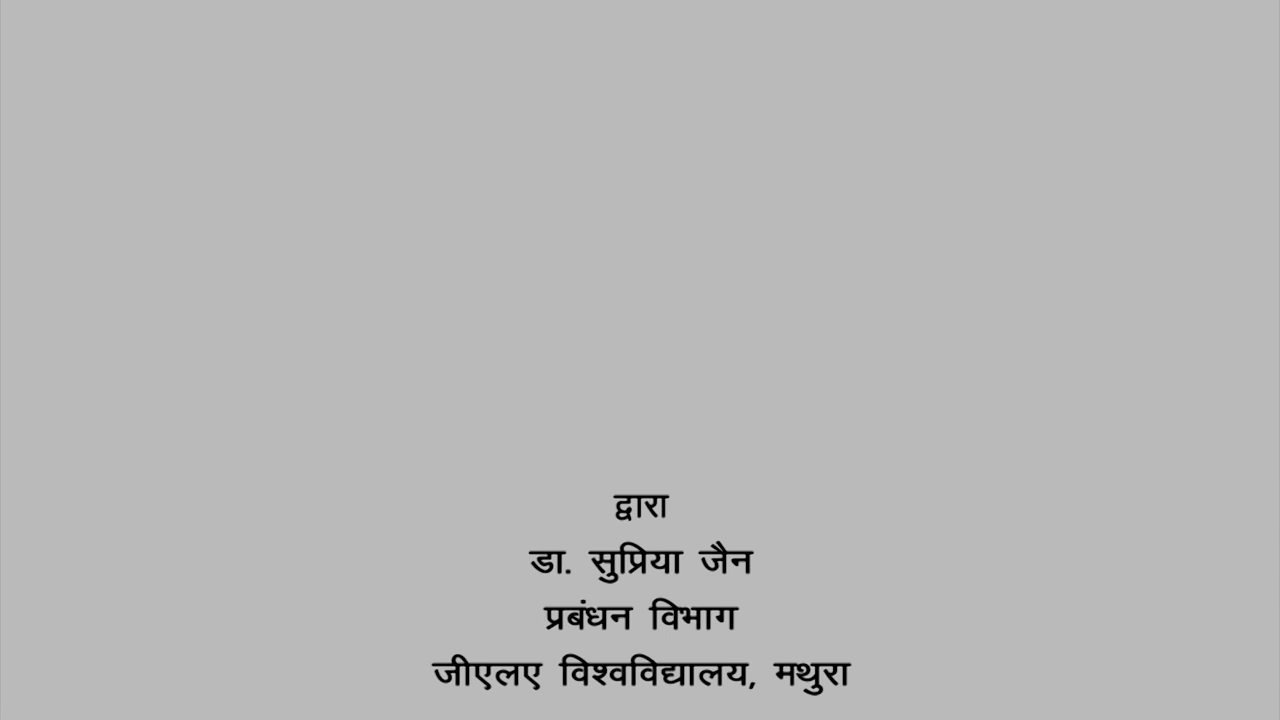 द्वारा
डा. सुप्रिया जैन
प्रबंधन विभाग
जीएलए विश्वविद्यालय, मथुरा